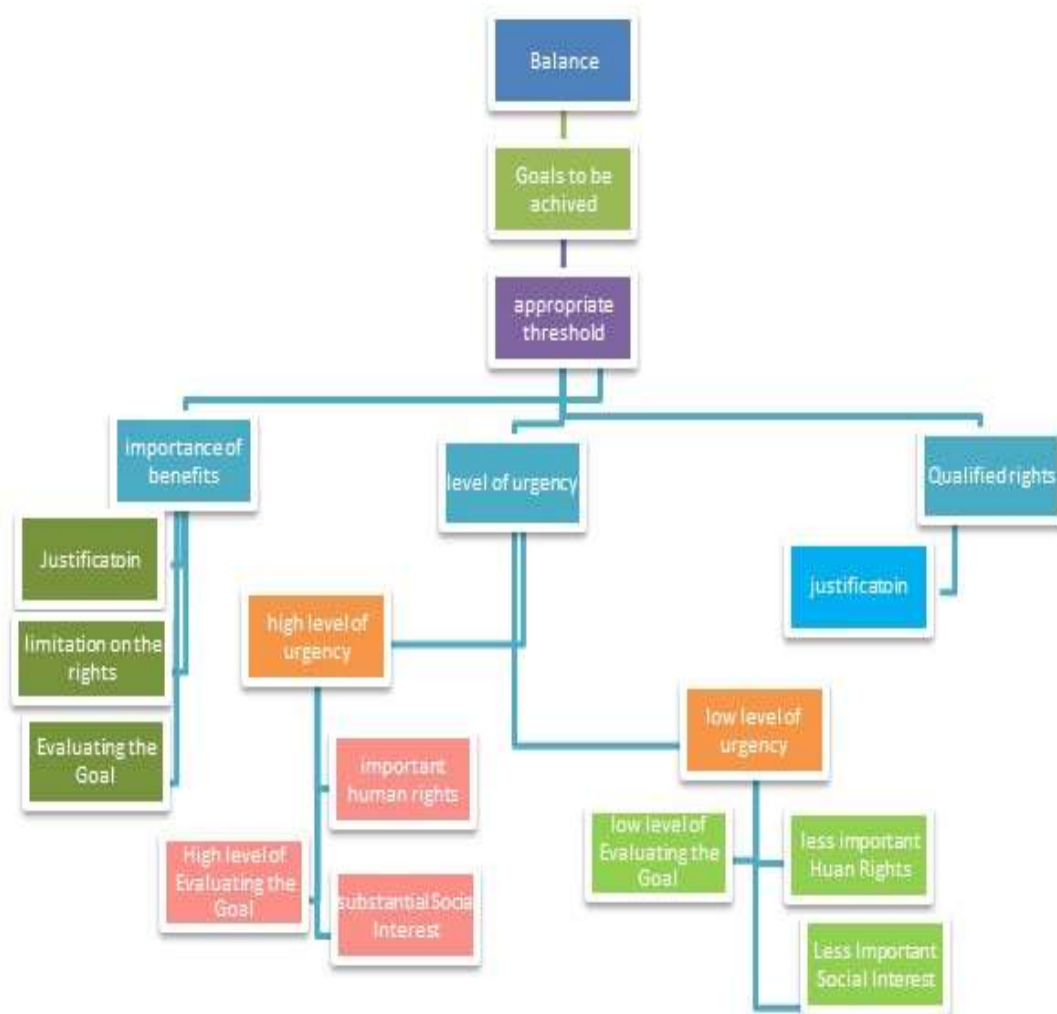 Balance
Goals to be
achived
appropriate
threshold
importance of
benefits
level of urgency
Qualified rights
Justificatoin
limitation on the
rights
Evaluating the
Goal
high level of
urgency
justificatoin
low level of
urgency
important
human rights
High level of
Evaluating the
Goal
substantial Social
Interest
low level of
Evaluating the
Goal
less important
Huan Rights
Less Important
Social Interest